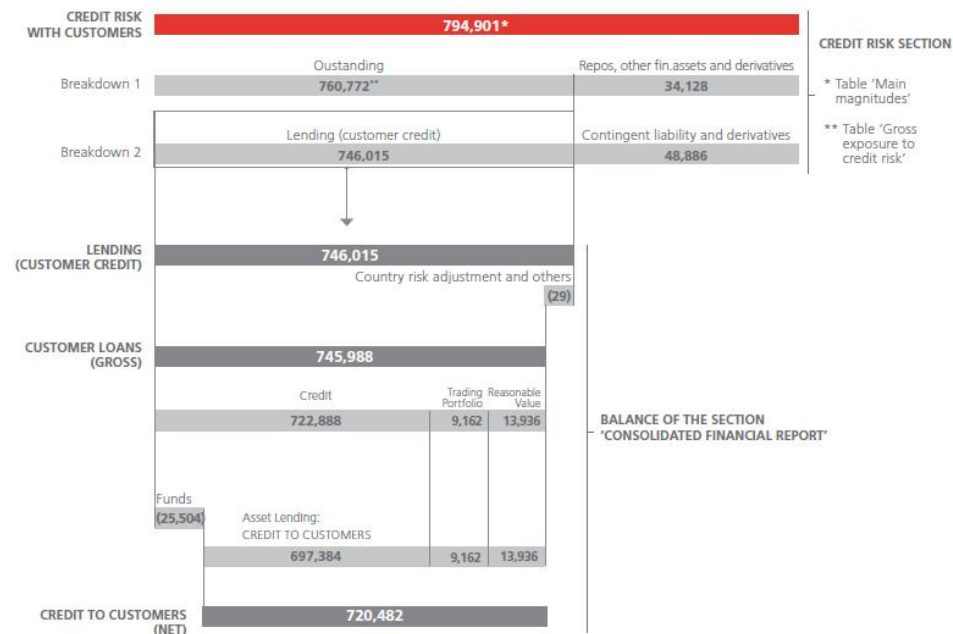 CREDIT RISK
WITH CUSTOMERS
794,901*
CREDIT RISK SECTION
Oustanding
Repos, other fin.assets and derivatives
Breakdown 1
760,772**
34,128
* Table ‘Main
magnitudes’
** Table ‘Gross
exposure to
credit risk’
Lending (customer credit)
Contingent liability and derivatives
Breakdown 2
746,015
48,886
LENDING
(CUSTOMER CREDIT)
746,015
Country risk adjustment and others
(29)
CUSTOMER LOANS
(GROSS)
745,988
Credit
Trading
Portfolio
Reasonable
Value
722,888
9,162
13,936
BALANCE OF THE SECTION
‘CONSOLIDATED FINANCIAL REPORT’
Funds
(25,504)
Asset Lending:
CREDIT TO CUSTOMERS
697,384
9,162
13,936
CREDIT TO CUSTOMERS
(NET)
720,482